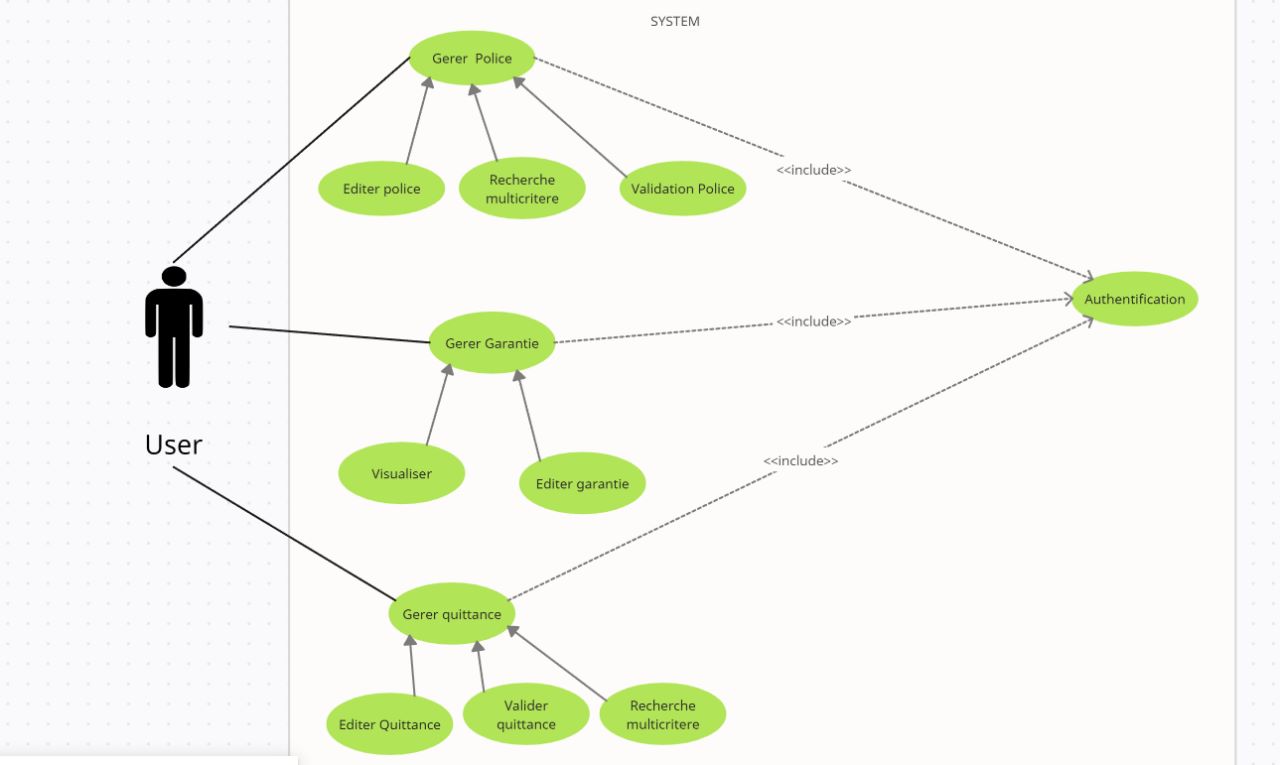 SYSTEM
Gerer  Police
Editer police
Recherche
multicritere
Validation Police
<<include>>
Authentification
<<include>>
Gerer Garantie
User
Visualiser
Editer garantie
<<include>>
Gerer quittance
Editer Quittance
Valider
quittance
Recherche
multicritere